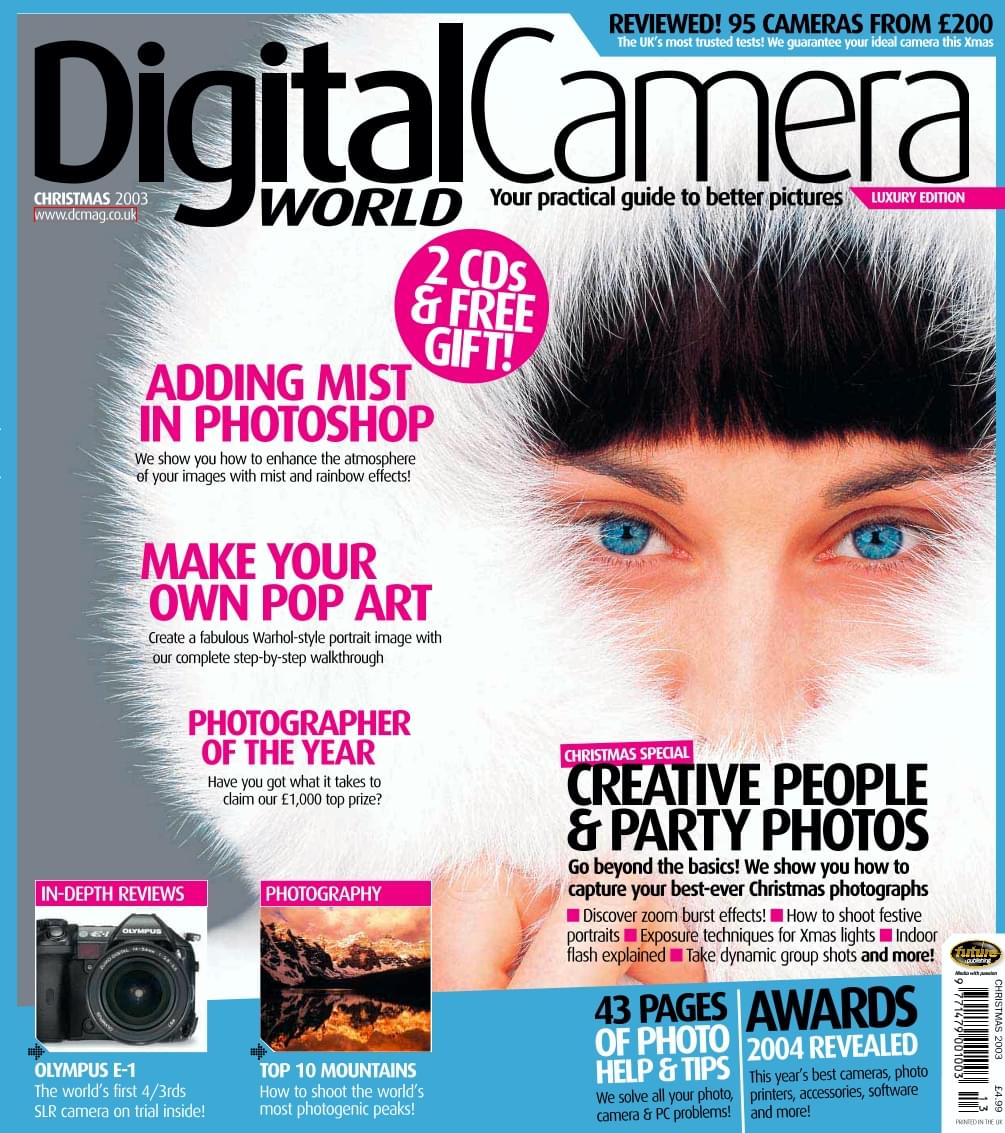 REVIEWED! 95 CAMERAS FROM £200
The UK's most trusted tests! We guarantee your ideal camera this Xmas
DigitalCamera
WORLD
Your practical guide to better pictures
LUXURY EDITION
CHRISTMAS 2003
www.dcmag.co.uk
2 CDs
& FREE
GIFT!
ADDING MIST
IN PHOTOSHOP
We show you how to enhance the atmosphere
of your images with mist and rainbow effects!
MAKE YOUR
OWN POP ART
Create a fabulous Warhol-style portrait image with
our complete step-by-step walkthrough
PHOTOGRAPHER
OF THE YEAR
Have you got what it takes to
claim our £1,000 top prize?
CHRISTMAS SPECIAL
CREATIVE PEOPLE
& PARTY PHOTOS
Go beyond the basics! We show you how to
capture your best-ever Christmas photographs
Discover zoom burst effects! How to shoot festive
portraits Exposure techniques for Xmas lights Indoor
flash explained Take dynamic group shots and more!
IN-DEPTH REVIEWS
OLYMPUS
E-1
OLYMPUS E-1
The world's first 4/3rds
SLR camera on trial inside!
PHOTOGRAPHY
TOP 10 MOUNTAINS
How to shoot the world's
most photogenic peaks!
43 PAGES
OF PHOTO
HELP & TIPS
We solve all your photo,
camera & PC problems!
AWARDS
2004 REVEALED
This year's best cameras, photo
printers, accessories, software
and more!
future
publishing
Media with passion
CHRISTMAS 2003 £4.99
9 771479 001003
13
PRINTED IN THE UK